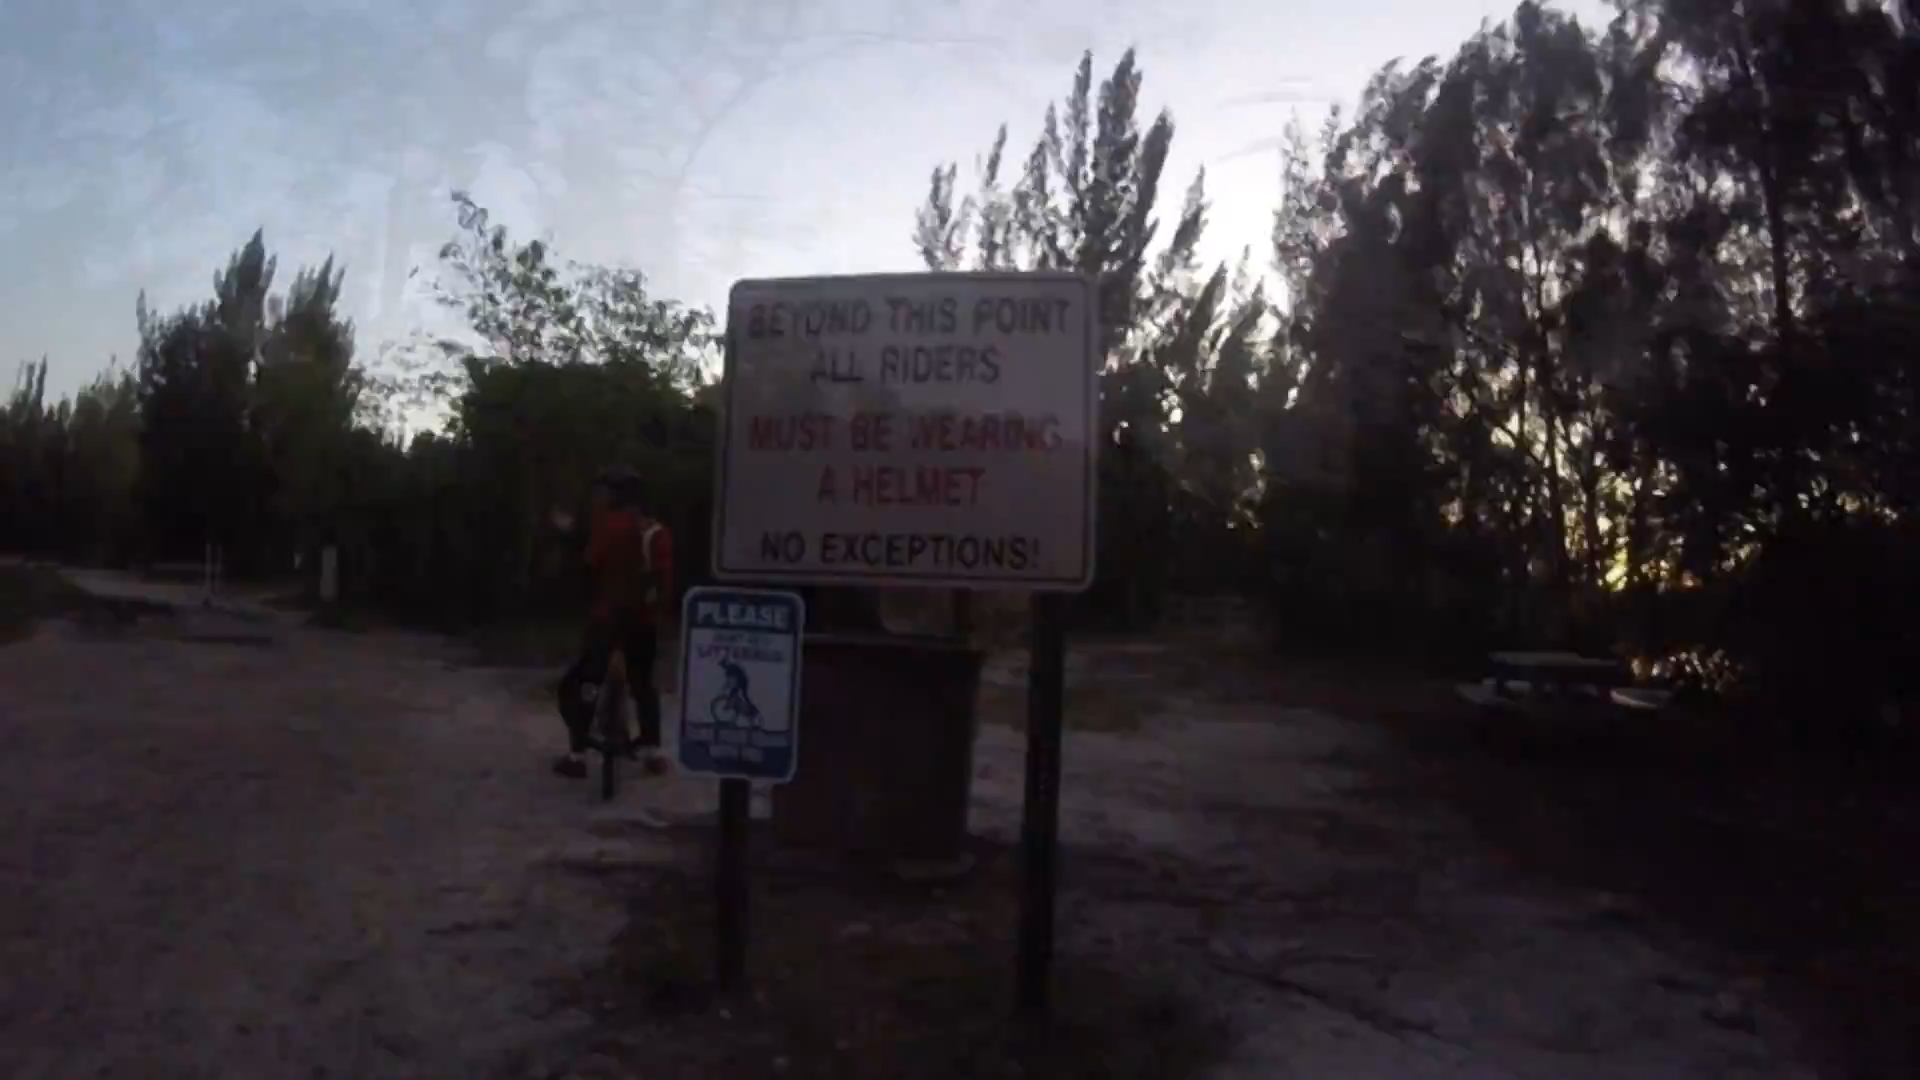 BEYOND THIS POINT
ALL RIDERS
MUST BE WEARING
A HELMET
NO EXCEPTIONS!
PLEASE